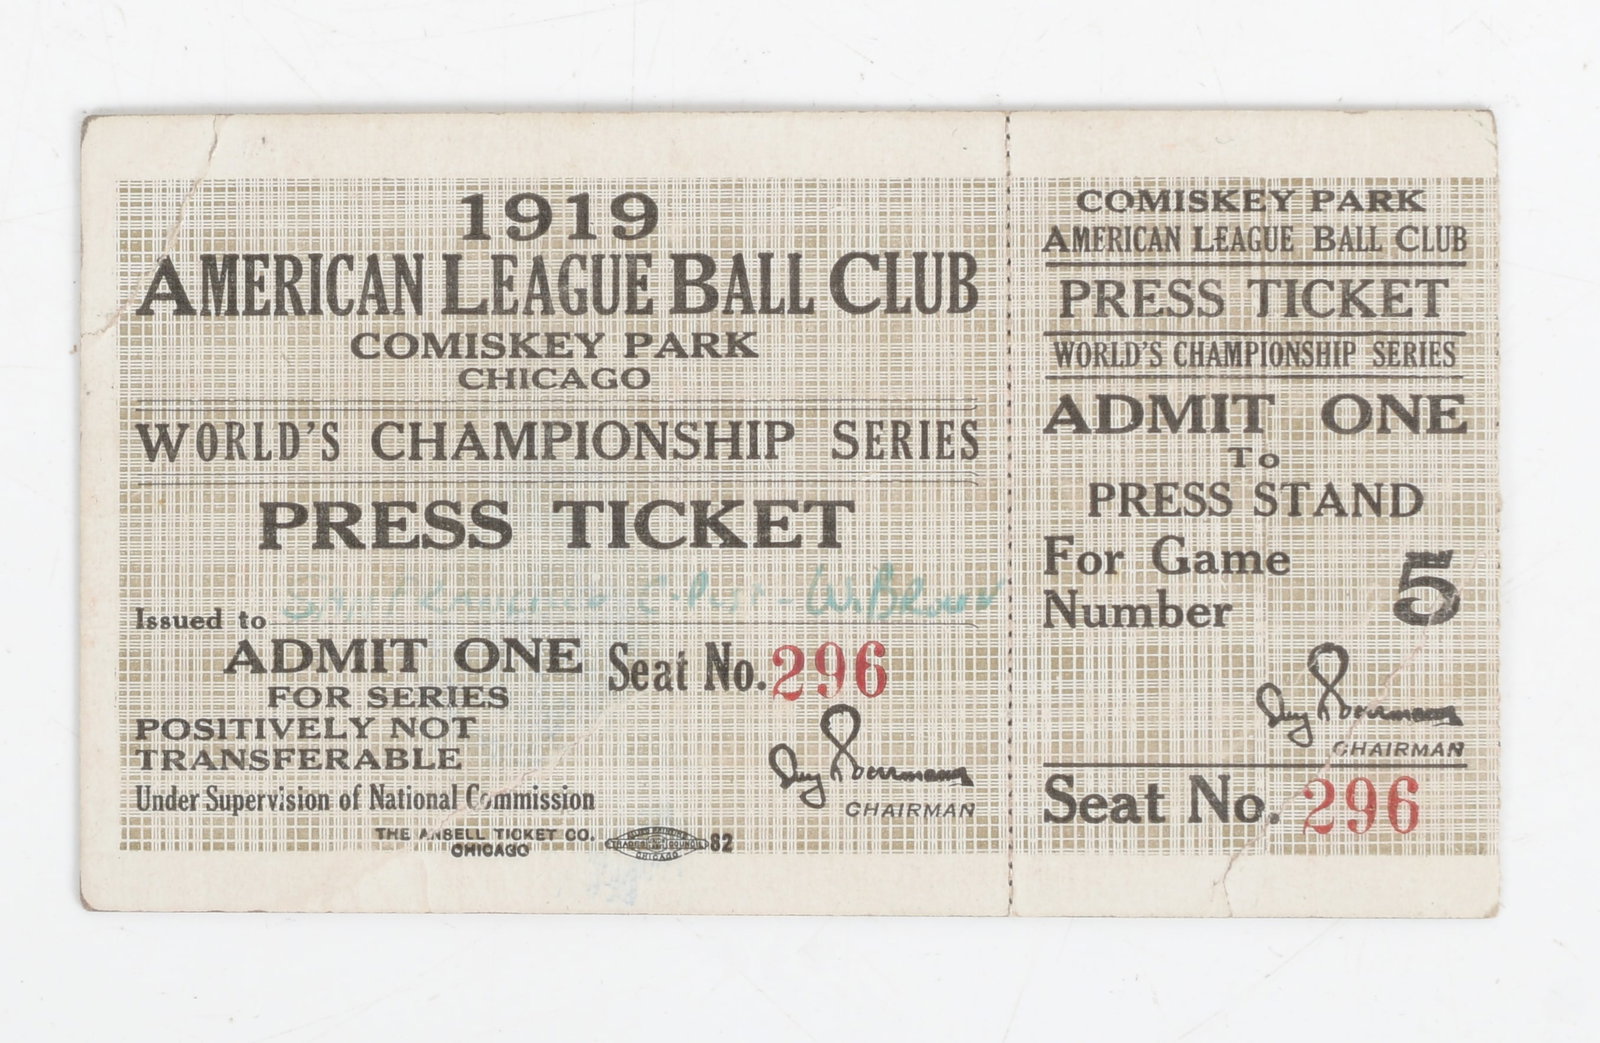 1919
AMERICAN LEAGUE BALL CLUB
COMISKEY PARK
CHICAGO
WORLD'S CHAMPIONSHIP SERIES
PRESS TICKET
Issued to
ADMIT ONE Seat No. 296
FOR SERIES
POSITIVELY NOT
TRANSFERABLE
Under Supervision of National Commission
CHAIRMAN
THE ANSELL TICKET CO.
CHICAGO
TRADES COUNCIL
CHICAGO
82
COMISKEY PARK
AMERICAN LEAGUE BALL CLUB
PRESS TICKET
WORLD'S CHAMPIONSHIP SERIES
ADMIT ONE
To
PRESS STAND
For Game
Number 5
CHAIRMAN
Seat No. 296